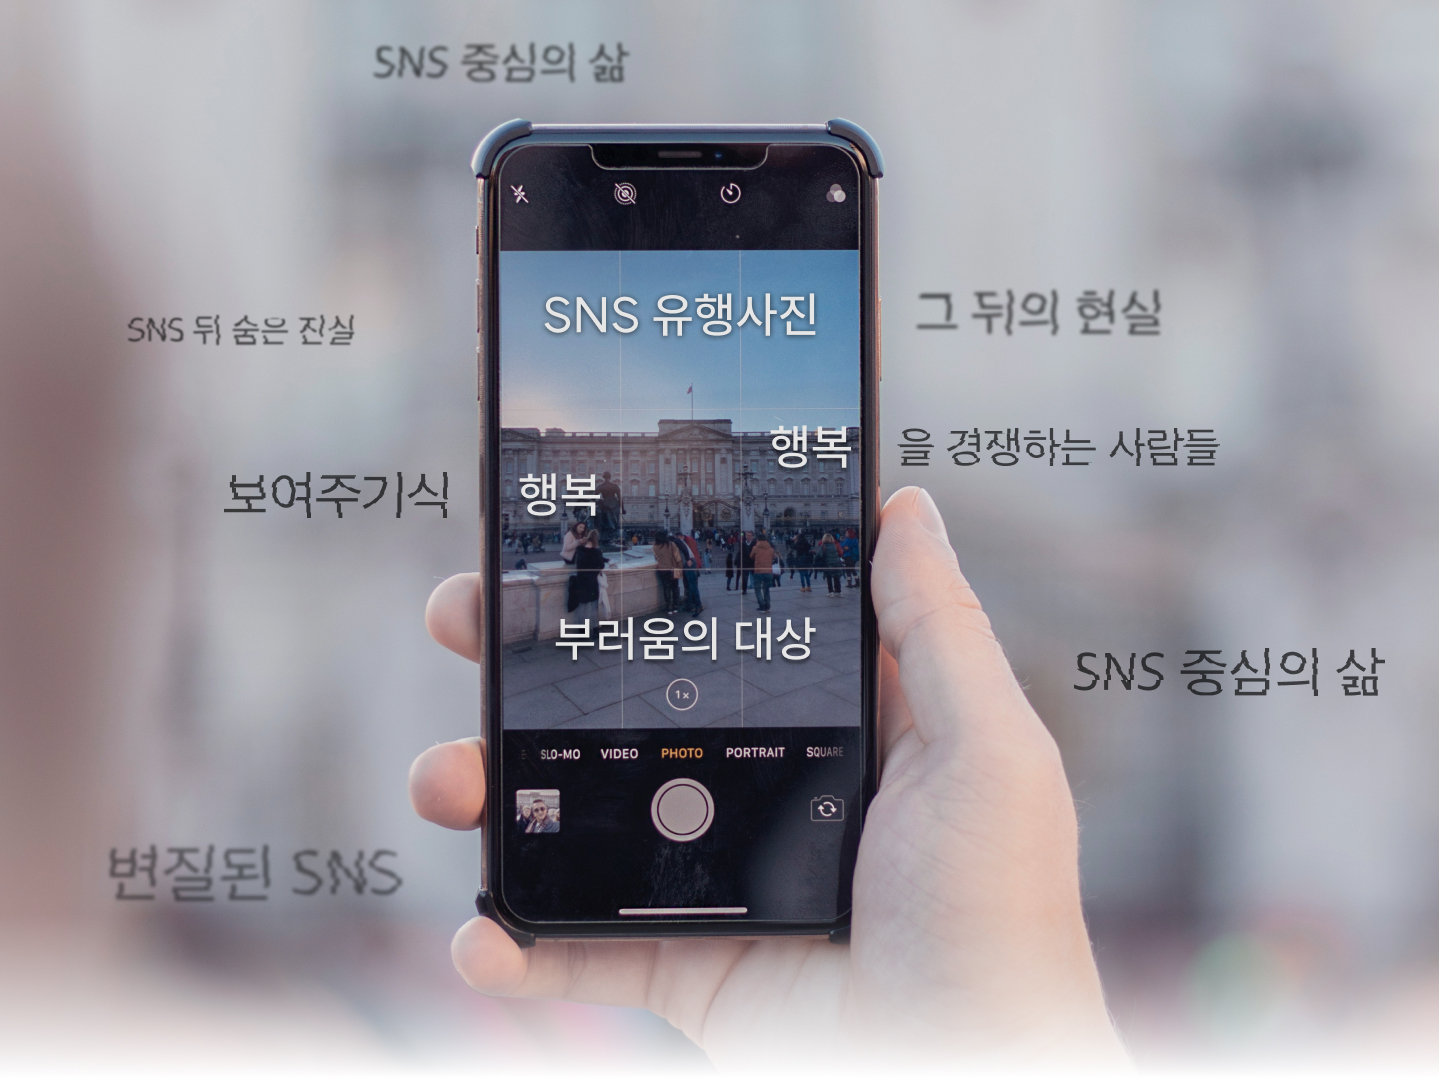 SNS 중심의 삶
SNS 유행사진
그 뒤의 현실
SNS 뒤 숨은 진실
행복
을 경쟁하는 사람들
보여주기식
행복
부러움의 대상
SNS 중심의 삶
1×
SLO-MO VIDEO PHOTO PORTRAIT SQUARE
변질된 SNS